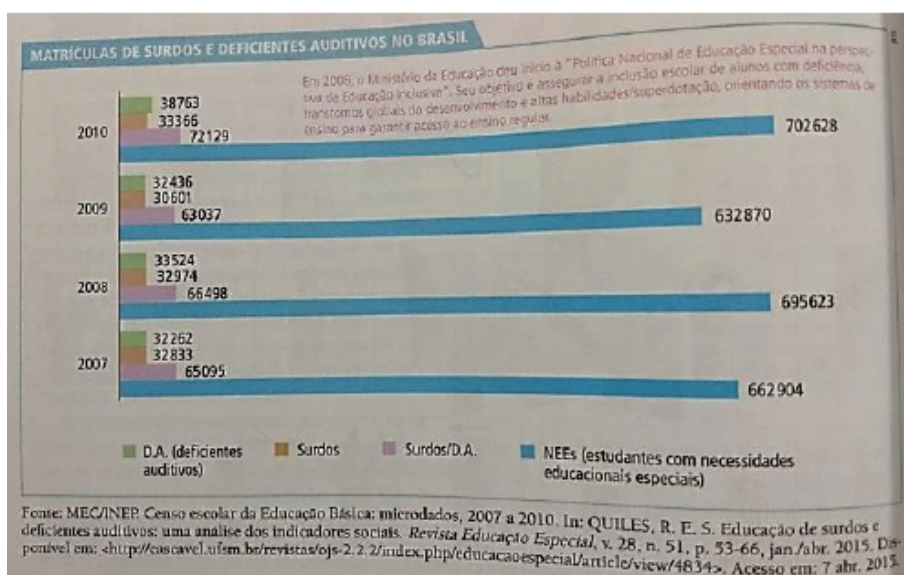 MATRÍCULAS DE SURDOS E DEFICIENTES AUDITIVOS NO BRASIL
Em 2008, o Ministério da Educação deu início à "Política Nacional de Educação Especial na perspec-
tiva da Educação Inclusiva". Seu objetivo é assegurar a inclusão escolar de alunos com deficiência,
transtornos globais do desenvolvimento e altas habilidades/superdotação, orientando os sistemas de
ensino para garantir acesso ao ensino regular.
2010
38763
33366
72129
702628
2009
32436
30601
63037
632870
2008
33524
32974
66498
695623
2007
32262
32833
65095
662904
D.A. (deficientes
auditivos)
Surdos
Surdos/D.A.
NEEs (estudantes com necessidades
educacionais especiais)
Fonte: MEC/INEP. Censo escolar da Educação Básica: microdados, 2007 a 2010. In: QUILES, R. E. S. Educação de surdos e
deficientes auditivos: uma análise dos indicadores sociais. Revista Educação Especial, v. 28, n. 51, p. 53-66, jan./abr. 2015. Dis-
ponível em: <http://cascavel.ufsm.br/revistas/ojs-2.2.2/index.php/educacaoespecial/article/view/4834>. Acesso em: 7 abr. 2015.